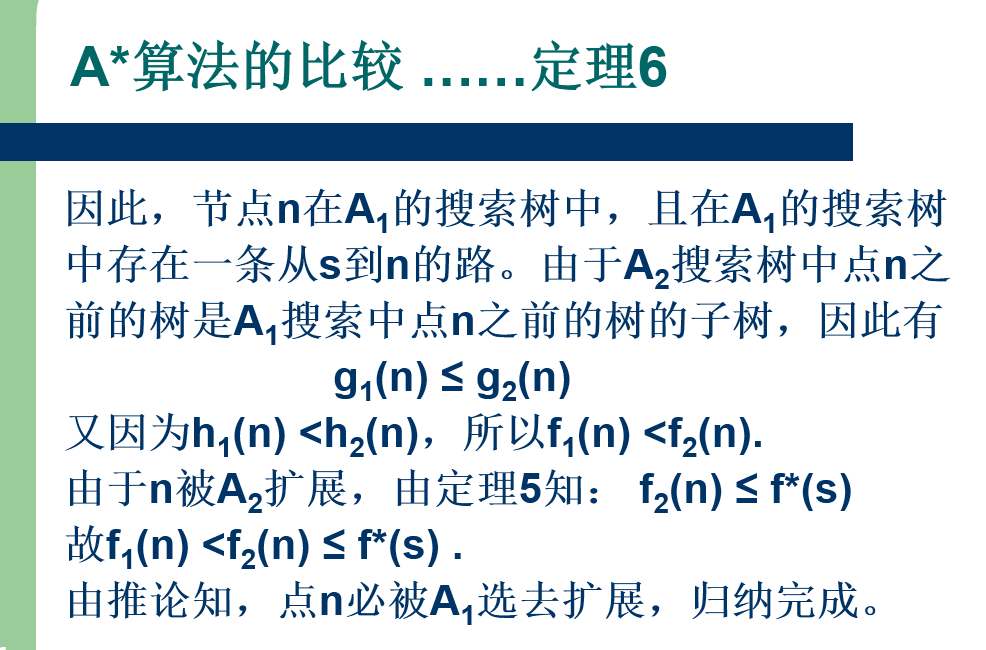 A*算法的比较 ……定理6
因此，节点n在A₁的搜索树中，且在A₁的搜索树
中存在一条从s到n的路。由于A₂搜索树中点n之
前的树是A₁搜索中点n之前的树的子树，因此有
g₁(n) ≤ g₂(n)
又因为h₁(n) <h₂(n)，所以f₁(n) <f₂(n).
由于n被A₂扩展，由定理5知： f₂(n) ≤ f*(s)
故f₁(n) <f₂(n) ≤ f*(s) .
由推论知，点n必被A₁选去扩展，归纳完成。